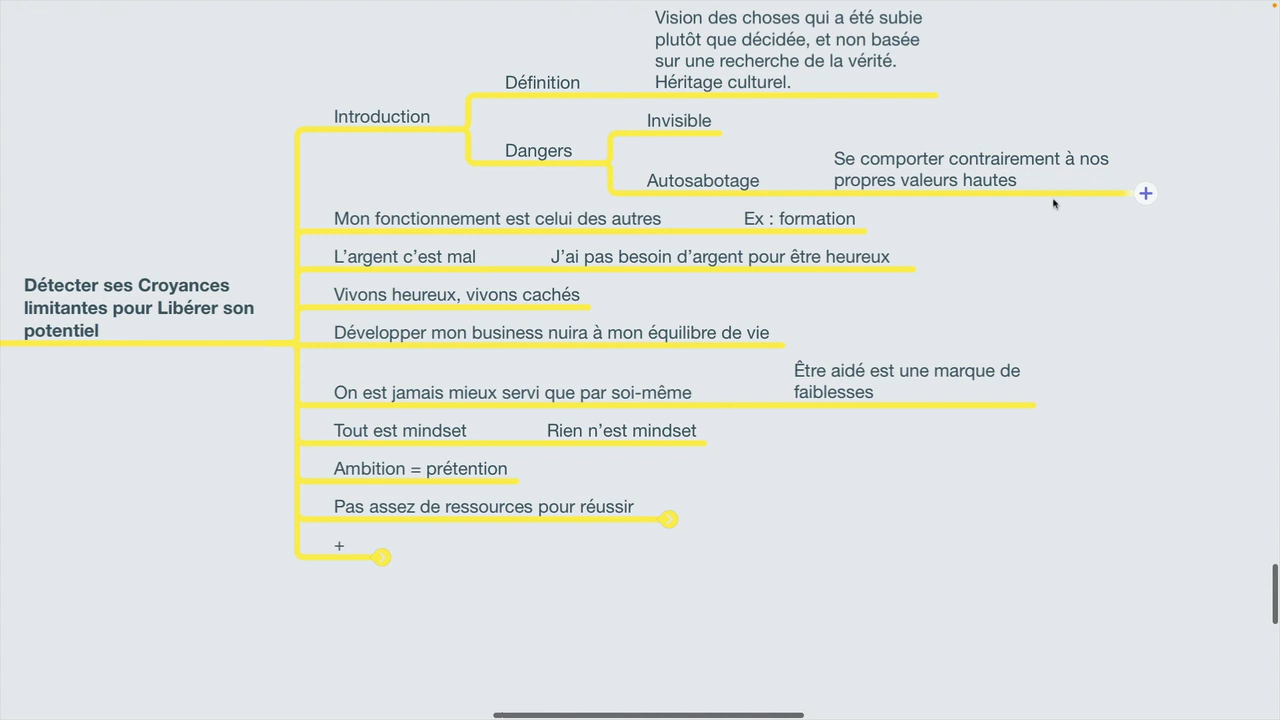 Vision des choses qui a été subie
plutôt que décidée, et non basée
sur une recherche de la vérité.
Définition
Héritage culturel.
Introduction
Invisible
Dangers
Se comporter contrairement à nos
Autosabotage
propres valeurs hautes
Mon fonctionnement est celui des autres
Ex : formation
L’argent c’est mal
J’ai pas besoin d’argent pour être heureux
Détecter ses Croyances
limitantes pour Libérer son
potentiel
Vivons heureux, vivons cachés
Développer mon business nuira à mon équilibre de vie
On est jamais mieux servi que par soi-même
Être aidé est une marque de
faiblesses
Tout est mindset
Rien n’est mindset
Ambition = prétention
Pas assez de ressources pour réussir
+